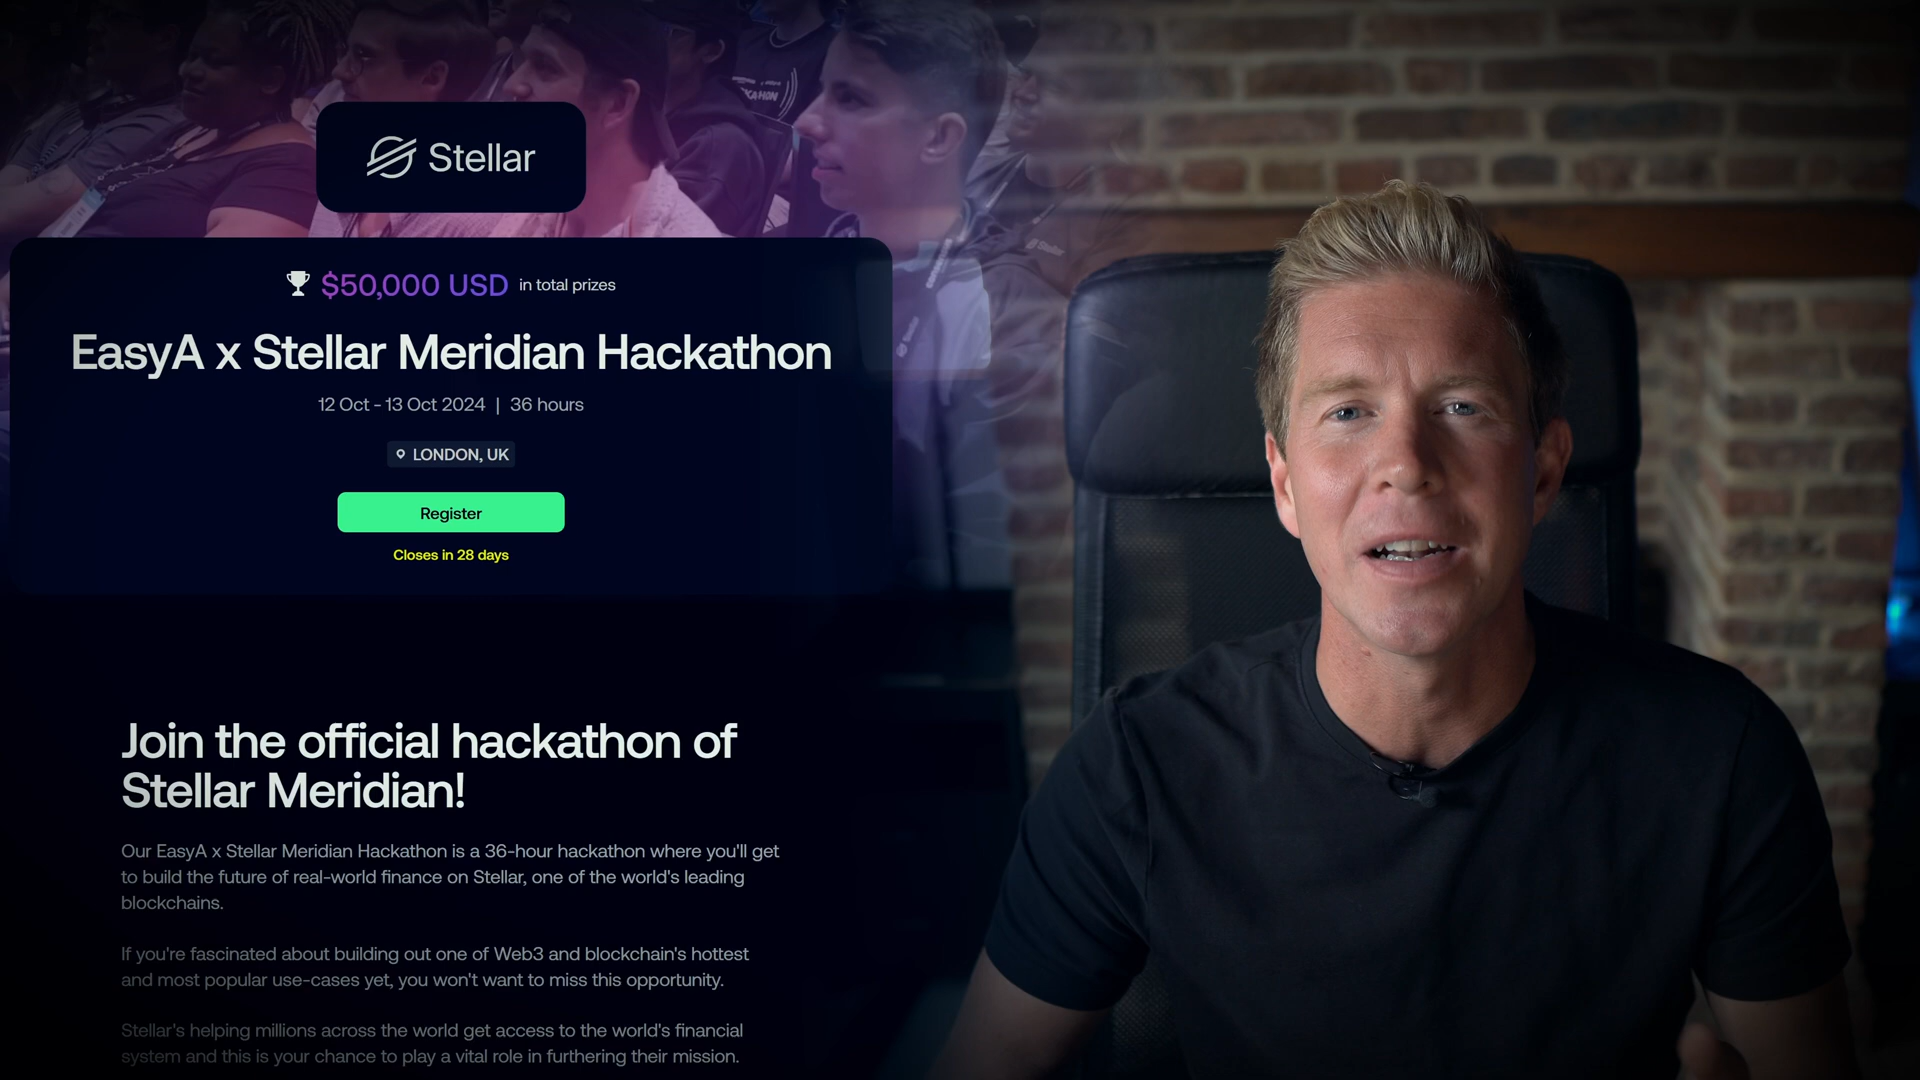 Stellar
$50,000 USD in total prizes
EasyA x Stellar Meridian Hackathon
12 Oct - 13 Oct 2024 | 36 hours
LONDON, UK
Register
Closes in 28 days
Join the official hackathon of
Stellar Meridian!
Our EasyA x Stellar Meridian Hackathon is a 36-hour hackathon where you'll get
to build the future of real-world finance on Stellar, one of the world's leading
blockchains.
If you're fascinated about building out one of Web3 and blockchain's hottest
and most popular use-cases yet, you won't want to miss this opportunity.
Stellar's helping millions across the world get access to the world's financial
system and this is your chance to play a vital role in furthering their mission.